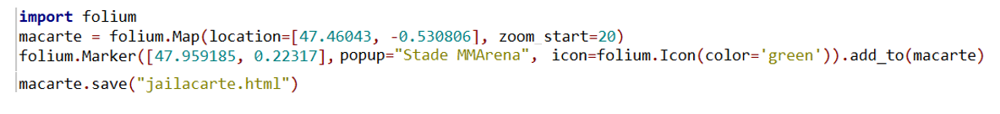 import folium
macarte = folium.Map(location=[47.46043, -0.530806], zoom_start=20)
folium.Marker([47.959185, 0.22317], popup="Stade MMArena", icon=folium.Icon(color='green')).add_to(macarte)
macarte.save("jailacarte.html")